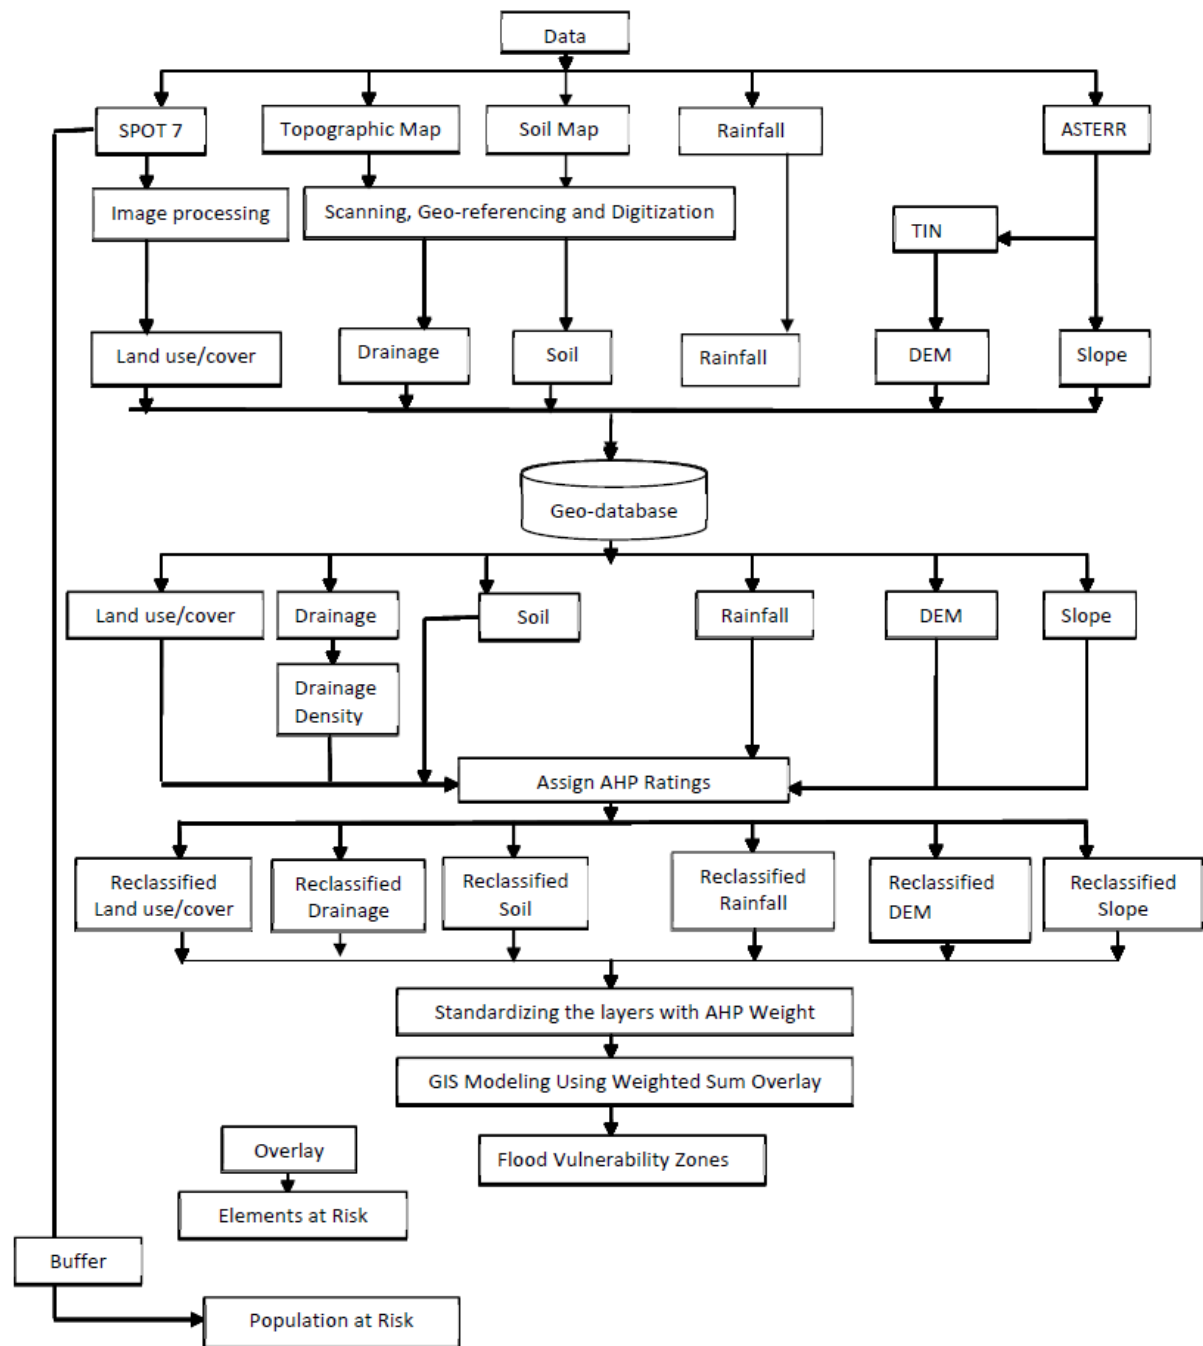 Data
SPOT 7
Topographic Map
Soil Map
Rainfall
ASTERR
Image processing
Scanning, Geo-referencing and Digitization
TIN
Land use/cover
Drainage
Soil
Rainfall
DEM
Slope
Geo-database
Land use/cover
Drainage
Soil
Rainfall
DEM
Slope
Drainage
Density
Assign AHP Ratings
Reclassified
Land use/cover
Reclassified
Drainage
Reclassified
Soil
Reclassified
Rainfall
Reclassified
DEM
Reclassified
Slope
Standardizing the layers with AHP Weight
GIS Modeling Using Weighted Sum Overlay
Flood Vulnerability Zones
Overlay
Elements at Risk
Buffer
Population at Risk